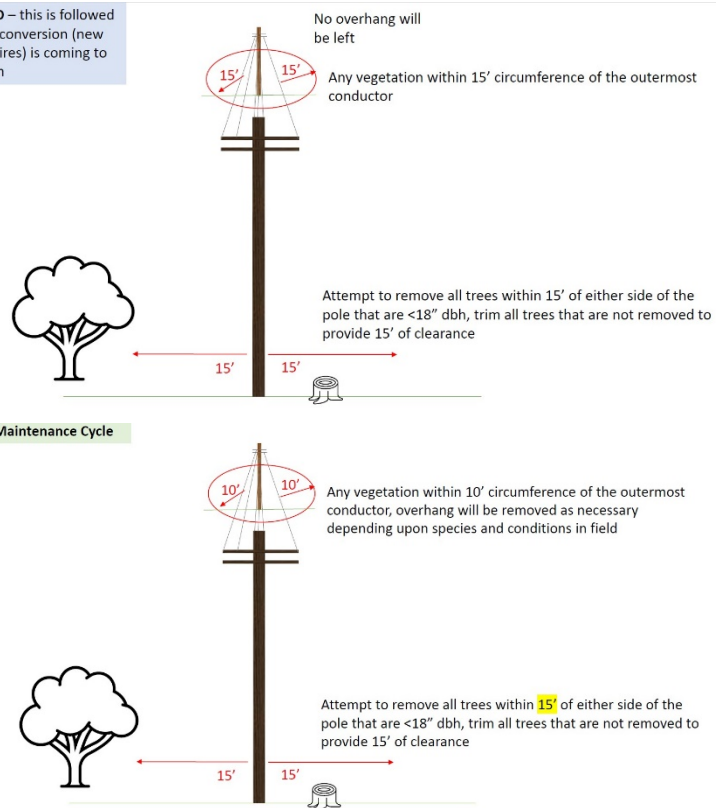 – this is followed
conversion (new
ires) is coming to
No overhang will
be left
15’ 15’
Any vegetation within 15’ circumference of the outermost
conductor
Attempt to remove all trees within 15’ of either side of the
pole that are <18” dbh, trim all trees that are not removed to
provide 15’ of clearance
15’ 15’
Maintenance Cycle
10’ 10’
Any vegetation within 10’ circumference of the outermost
conductor, overhang will be removed as necessary
depending upon species and conditions in field
Attempt to remove all trees within 15’ of either side of the
pole that are <18” dbh, trim all trees that are not removed to
provide 15’ of clearance
15’ 15’